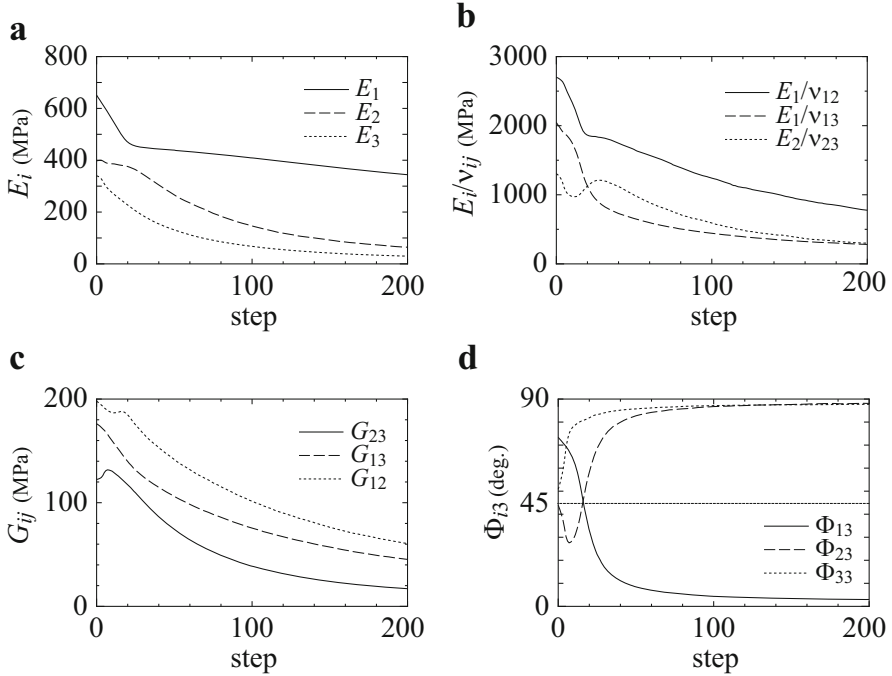 a
800
600
400
200
0
E_i (MPa)
E_1
E_2
E_3
0 100 200
step
b
3000
2000
1000
0
E_i/ν_ij (MPa)
E_1/ν_12
E_1/ν_13
E_2/ν_23
0 100 200
step
c
200
100
0
G_ij (MPa)
G_23
G_13
G_12
0 100 200
step
d
90
45
0
Φ_i3 (deg.)
Φ_13
Φ_23
Φ_33
0 100 200
step